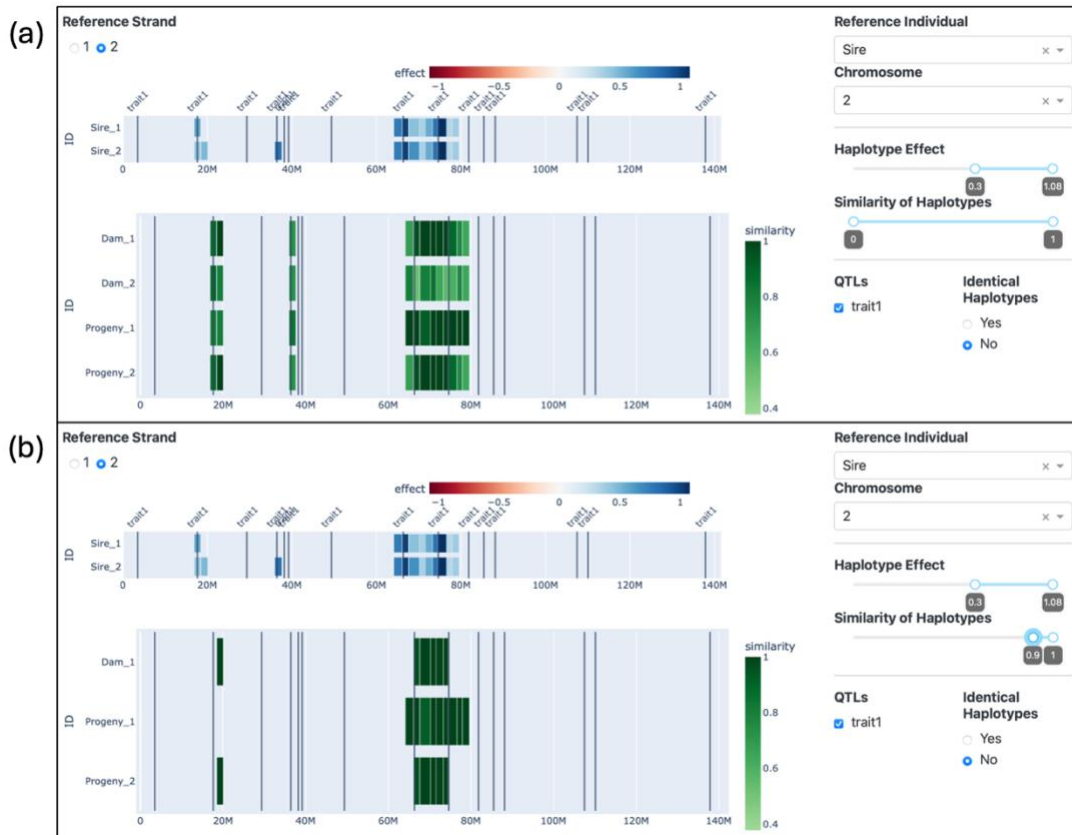 (a)
Reference Strand
1 2
effect
−1 −0.5 0 0.5 1
trait1 trait1 trait1 trait1 trait1 trait1 trait1 trait1 trait1 trait1 trait1 trait1 trait1 trait1
ID
Sire_1
Sire_2
0 20M 40M 60M 80M 100M 120M 140M
ID
Dam_1
Dam_2
Progeny_1
Progeny_2
0 20M 40M 60M 80M 100M 120M 140M
similarity
1
0.8
0.6
0.4
Reference Individual
Sire
Chromosome
2
Haplotype Effect
0.3 1.08
Similarity of Haplotypes
0 1
QTLs
trait1
Identical
Haplotypes
Yes
No
(b)
Reference Strand
1 2
effect
−1 −0.5 0 0.5 1
trait1 trait1 trait1 trait1 trait1 trait1 trait1 trait1 trait1 trait1 trait1 trait1 trait1 trait1
ID
Sire_1
Sire_2
0 20M 40M 60M 80M 100M 120M 140M
ID
Dam_1
Progeny_1
Progeny_2
0 20M 40M 60M 80M 100M 120M 140M
similarity
1
0.8
0.6
0.4
Reference Individual
Sire
Chromosome
2
Haplotype Effect
0.3 1.08
Similarity of Haplotypes
0.9 1
QTLs
trait1
Identical
Haplotypes
Yes
No